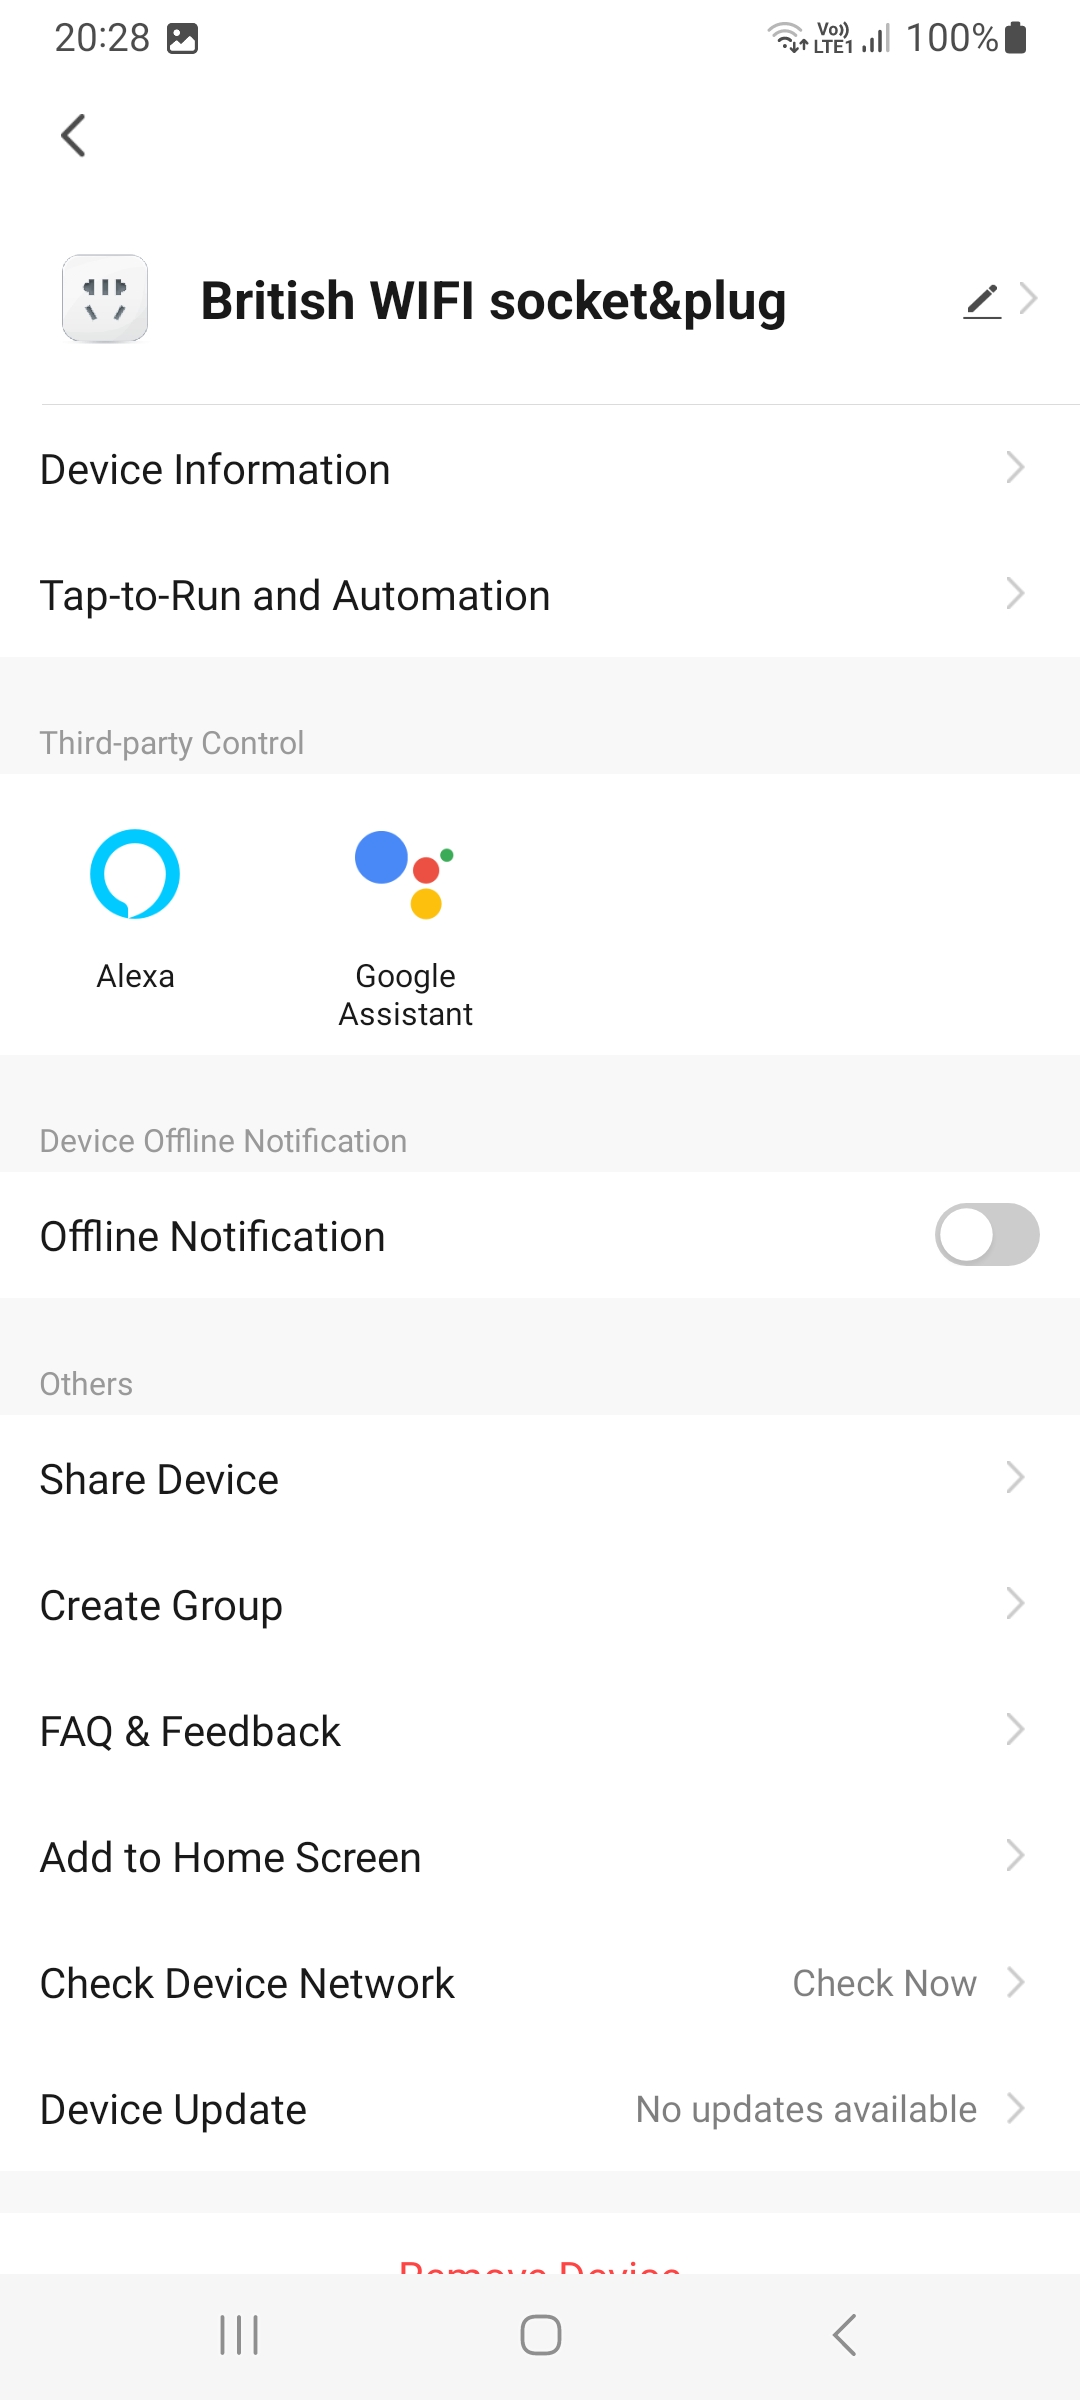 20:28
Vo))
LTE1
100%
British WIFI socket&plug
Device Information
Tap-to-Run and Automation
Third-party Control
Alexa
Google
Assistant
Device Offline Notification
Offline Notification
Others
Share Device
Create Group
FAQ & Feedback
Add to Home Screen
Check Device Network Check Now
Device Update No updates available
Remove Device